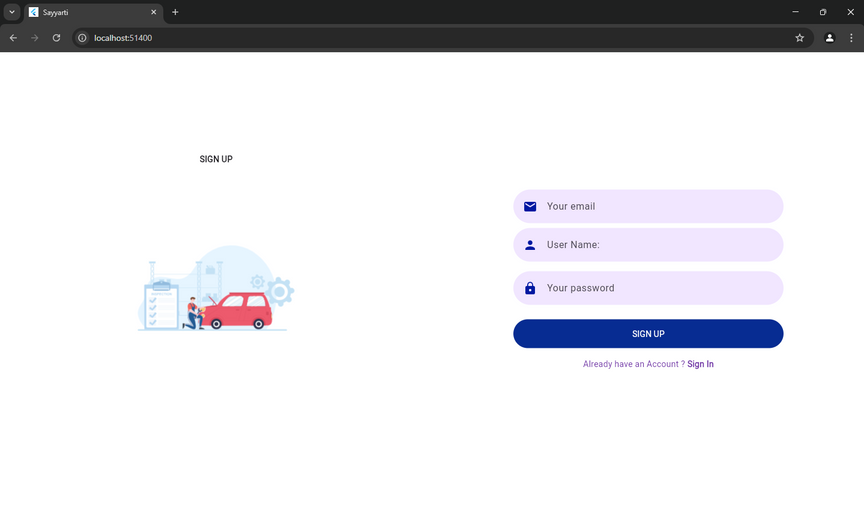 Sayyarti
localhost:51400
SIGN UP
Your email
User Name:
Your password
SIGN UP
Already have an Account ? Sign In